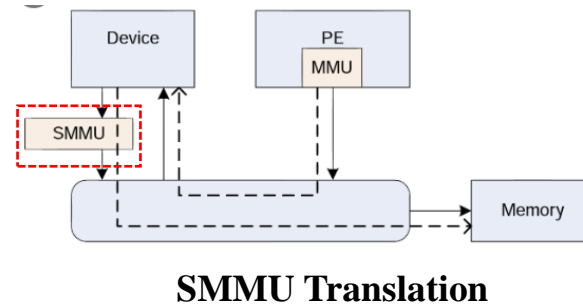 Device
PE
MMU
SMMU
Memory
SMMU Translation